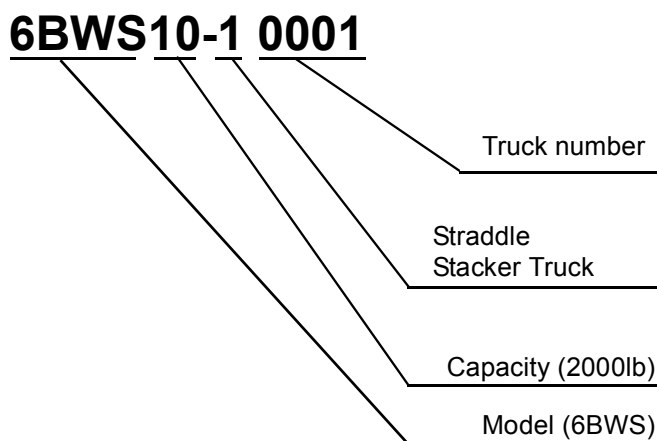 6BWS10-1 0001
Truck number
Straddle
Stacker Truck
Capacity (2000lb)
Model (6BWS)